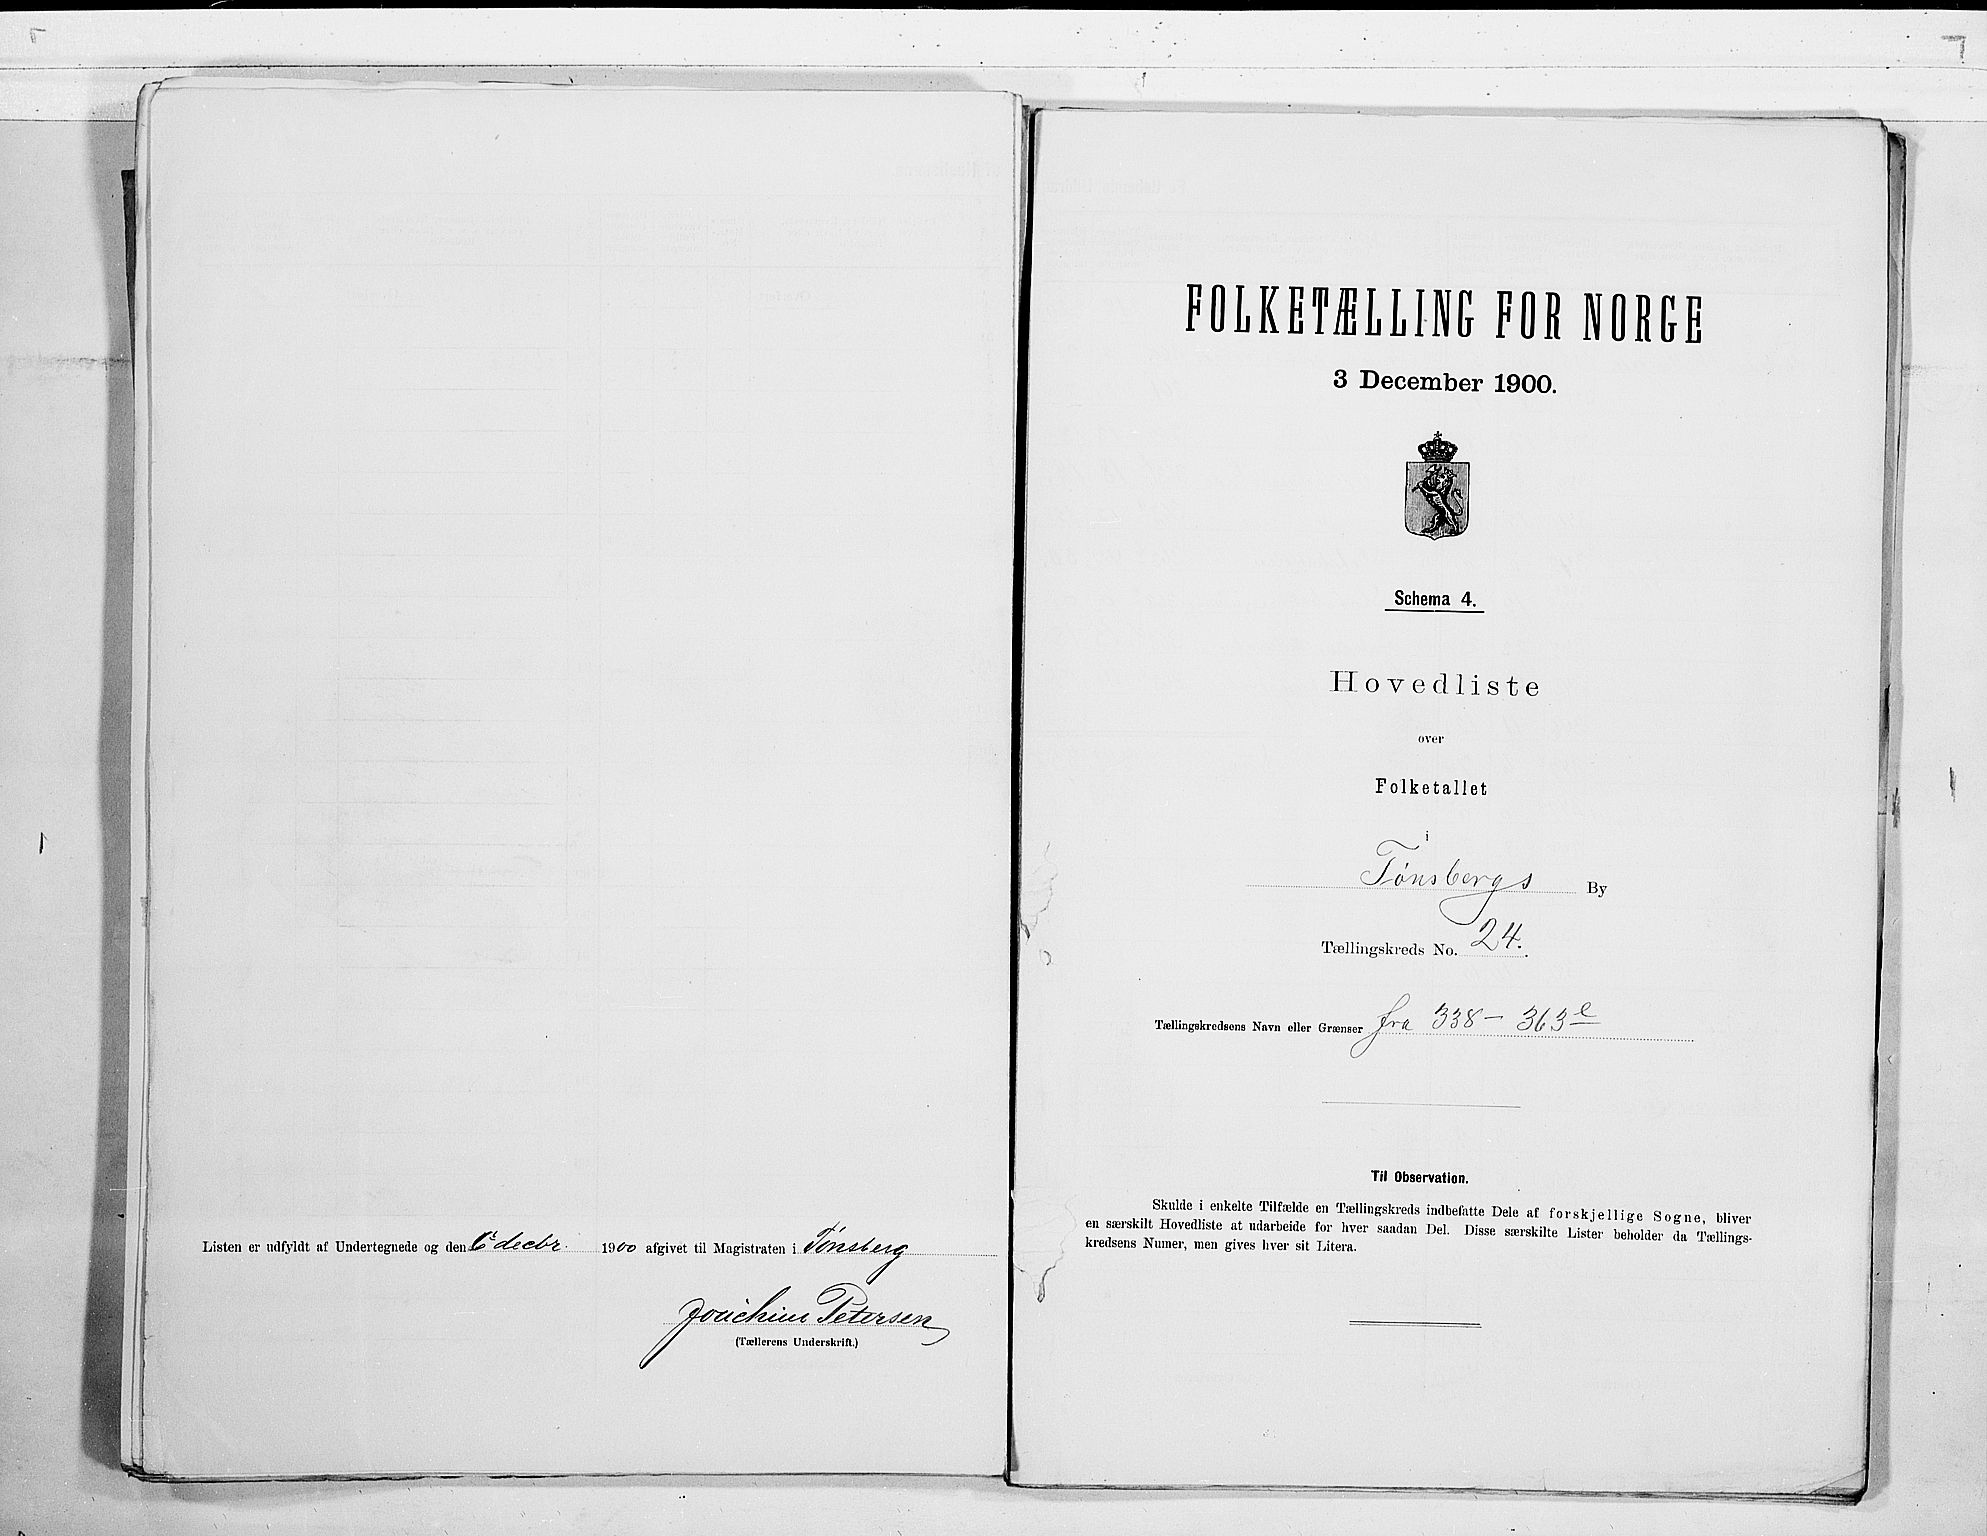 Listen er udfyldt af Undertegnede og den 6 decbr. 1900 afgivet til Magistraten i Tønsberg
Joachim Petersen
(Tællerens Underskrift.)
FOLKETÆLLING FOR NORGE
3 December 1900.
Schema 4.
Hovedliste
over
Folketallet
i
Tønsbergs By
Tællingskreds No. 24.
Tællingskredsens Navn eller Grænser fra 338 - 363 e
Til Observation.
Skulde i enkelte Tilfælde en Tællingskreds indbefatte Dele af forskjellige Sogne, bliver
en særskilt Hovedliste at udarbeide for hver saadan Del. Disse særskilte Lister beholder da Tællings-
kredsens Numer, men gives hver sit Litera.